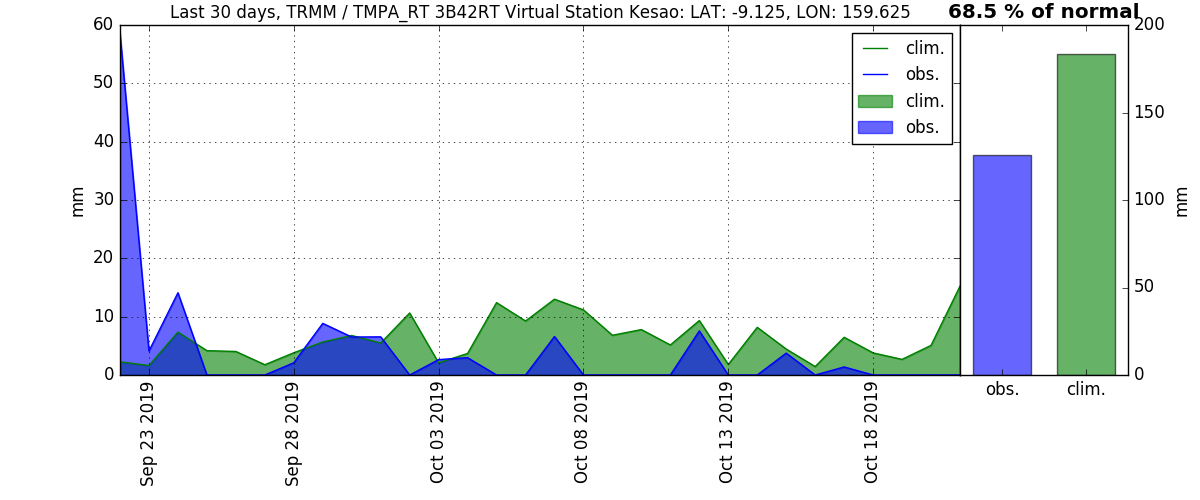 Last 30 days, TRMM / TMPA_RT 3B42RT Virtual Station Kesao: LAT: -9.125, LON: 159.625
68.5 % of normal
clim.
obs.
clim.
obs.
60
50
40
30
20
10
0
mm
200
150
100
50
0
mm
Sep 23 2019
Sep 28 2019
Oct 03 2019
Oct 08 2019
Oct 13 2019
Oct 18 2019
obs.
clim.